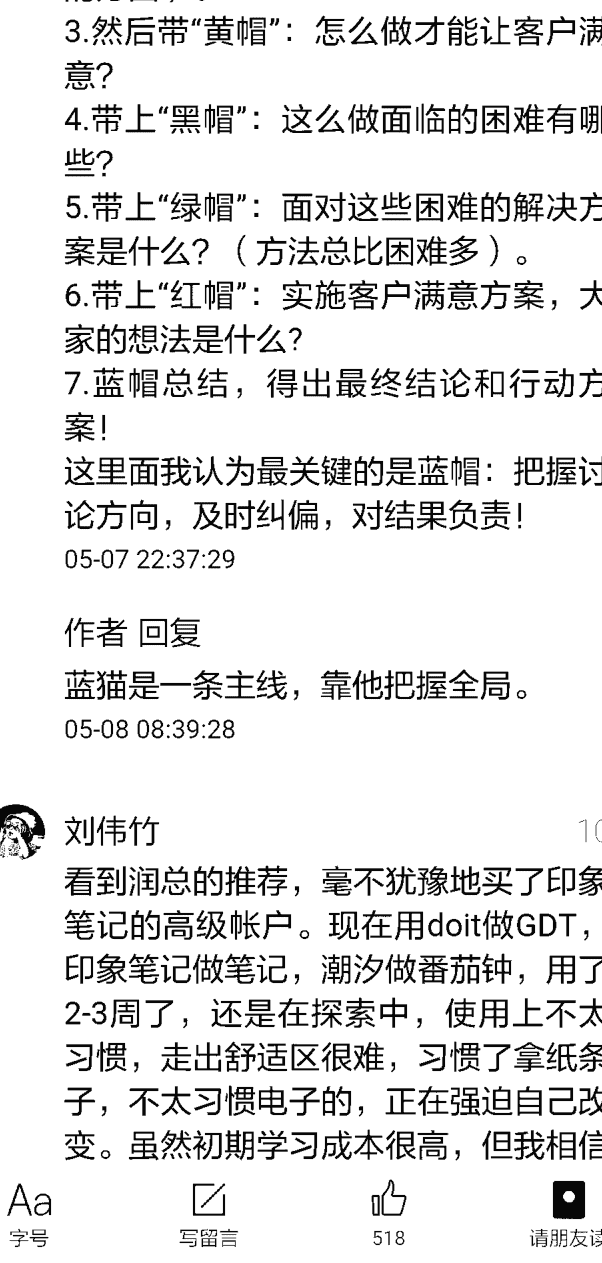 3.然后带“黄帽”：怎么做才能让客户满
意？
4.带上“黑帽”：这么做面临的困难有哪
些？
5.带上“绿帽”：面对这些困难的解决方
案是什么？（方法总比困难多）。
6.带上“红帽”：实施客户满意方案，大
家的想法是什么？
7.蓝帽总结，得出最终结论和行动方
案！
这里面我认为最关键的是蓝帽：把握讨
论方向，及时纠偏，对结果负责！
05-07 22:37:29
作者 回复
蓝猫是一条主线，靠他把握全局。
05-08 08:39:28
刘伟竹
10
看到润总的推荐，毫不犹豫地买了印象
笔记的高级帐户。现在用doit做GDT，
印象笔记做笔记，潮汐做番茄钟，用了
2-3周了，还是在探索中，使用上不太
习惯，走出舒适区很难，习惯了拿纸条
子，不太习惯电子的，正在强迫自己改
变。虽然初期学习成本很高，但我相信
Aa
518
字号
写留言
请朋友读